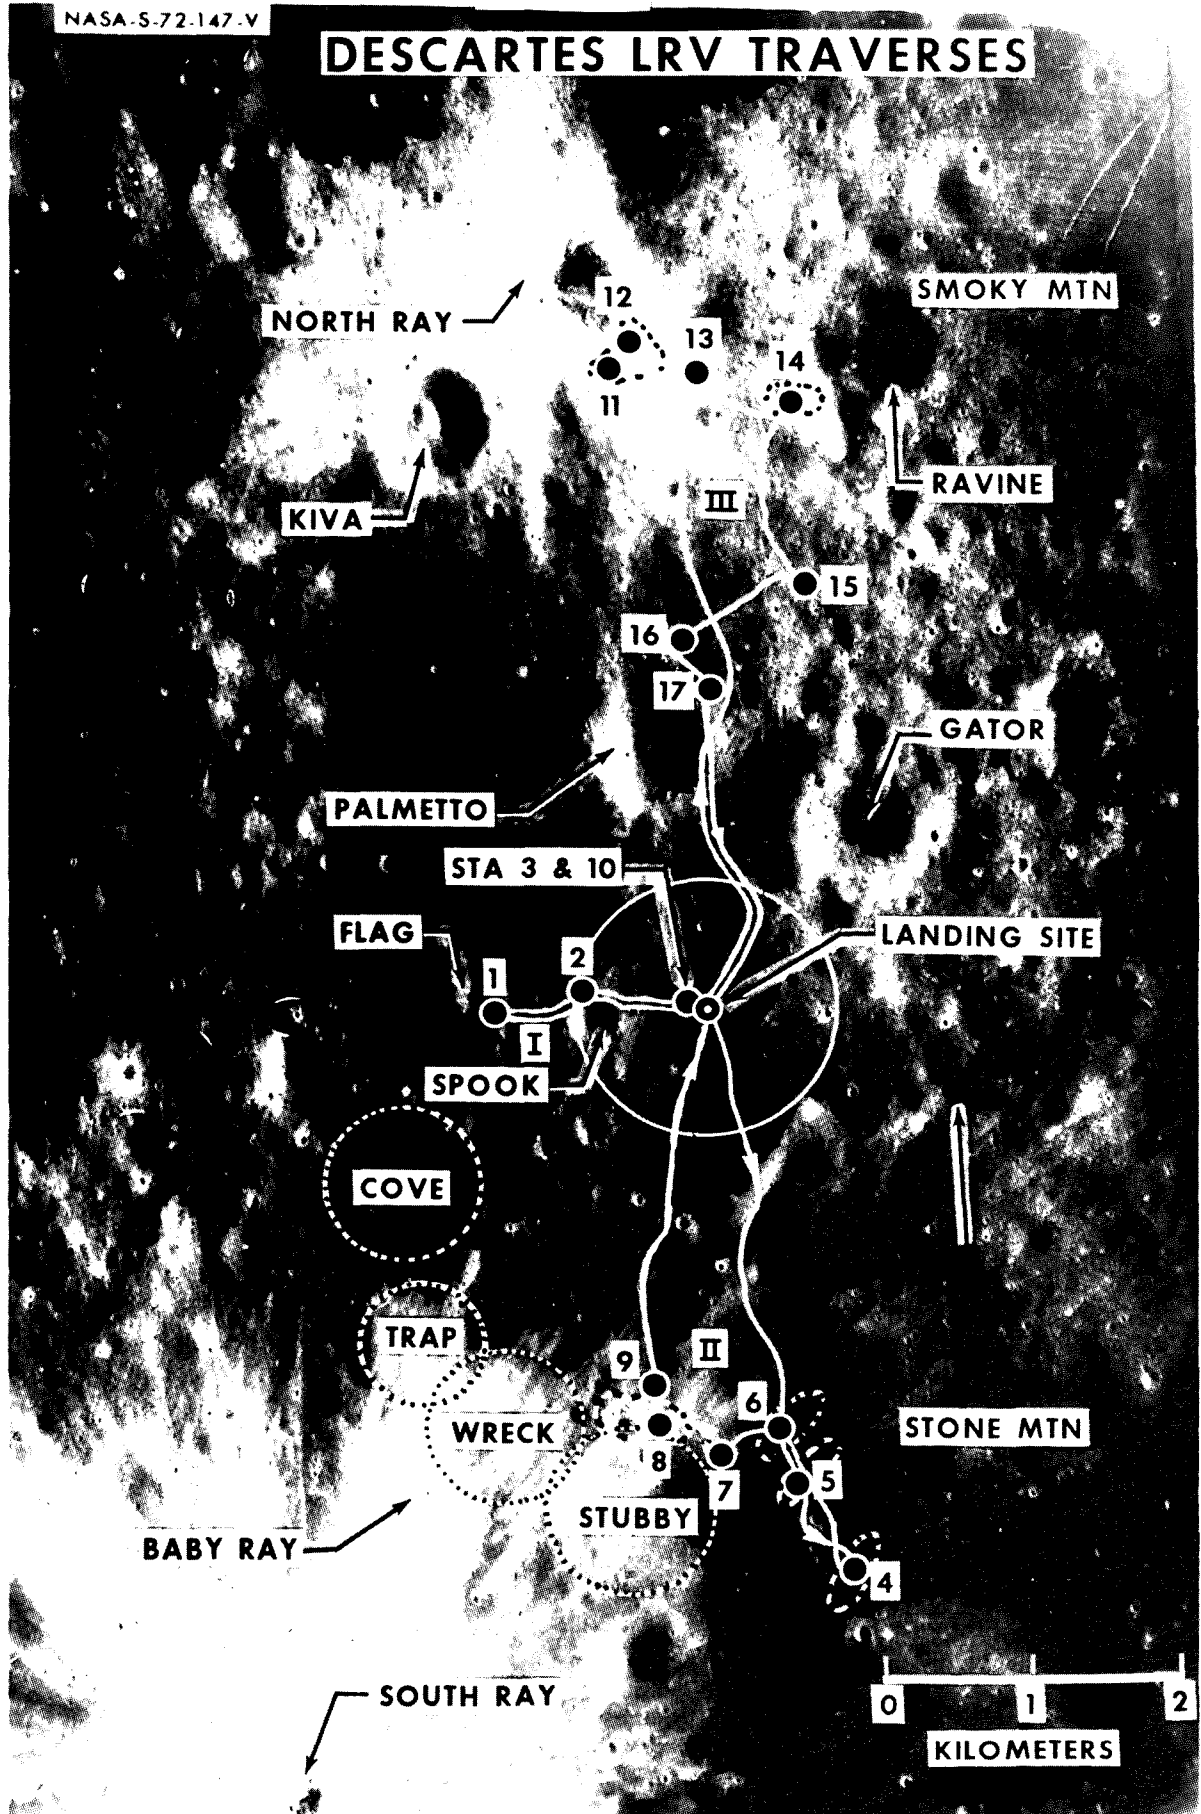 NASA-S-72-147-V
DESCARTES LRV TRAVERSES
SMOKY MTN
12
NORTH RAY
13
14
11
RAVINE
III
KIVA
15
16
17
GATOR
PALMETTO
STA 3 & 10
FLAG
LANDING SITE
2
1
I
SPOOK
COVE
TRAP
II
9
6
STONE MTN
WRECK
8
7
5
STUBBY
BABY RAY
4
SOUTH RAY
0 1 2
KILOMETERS